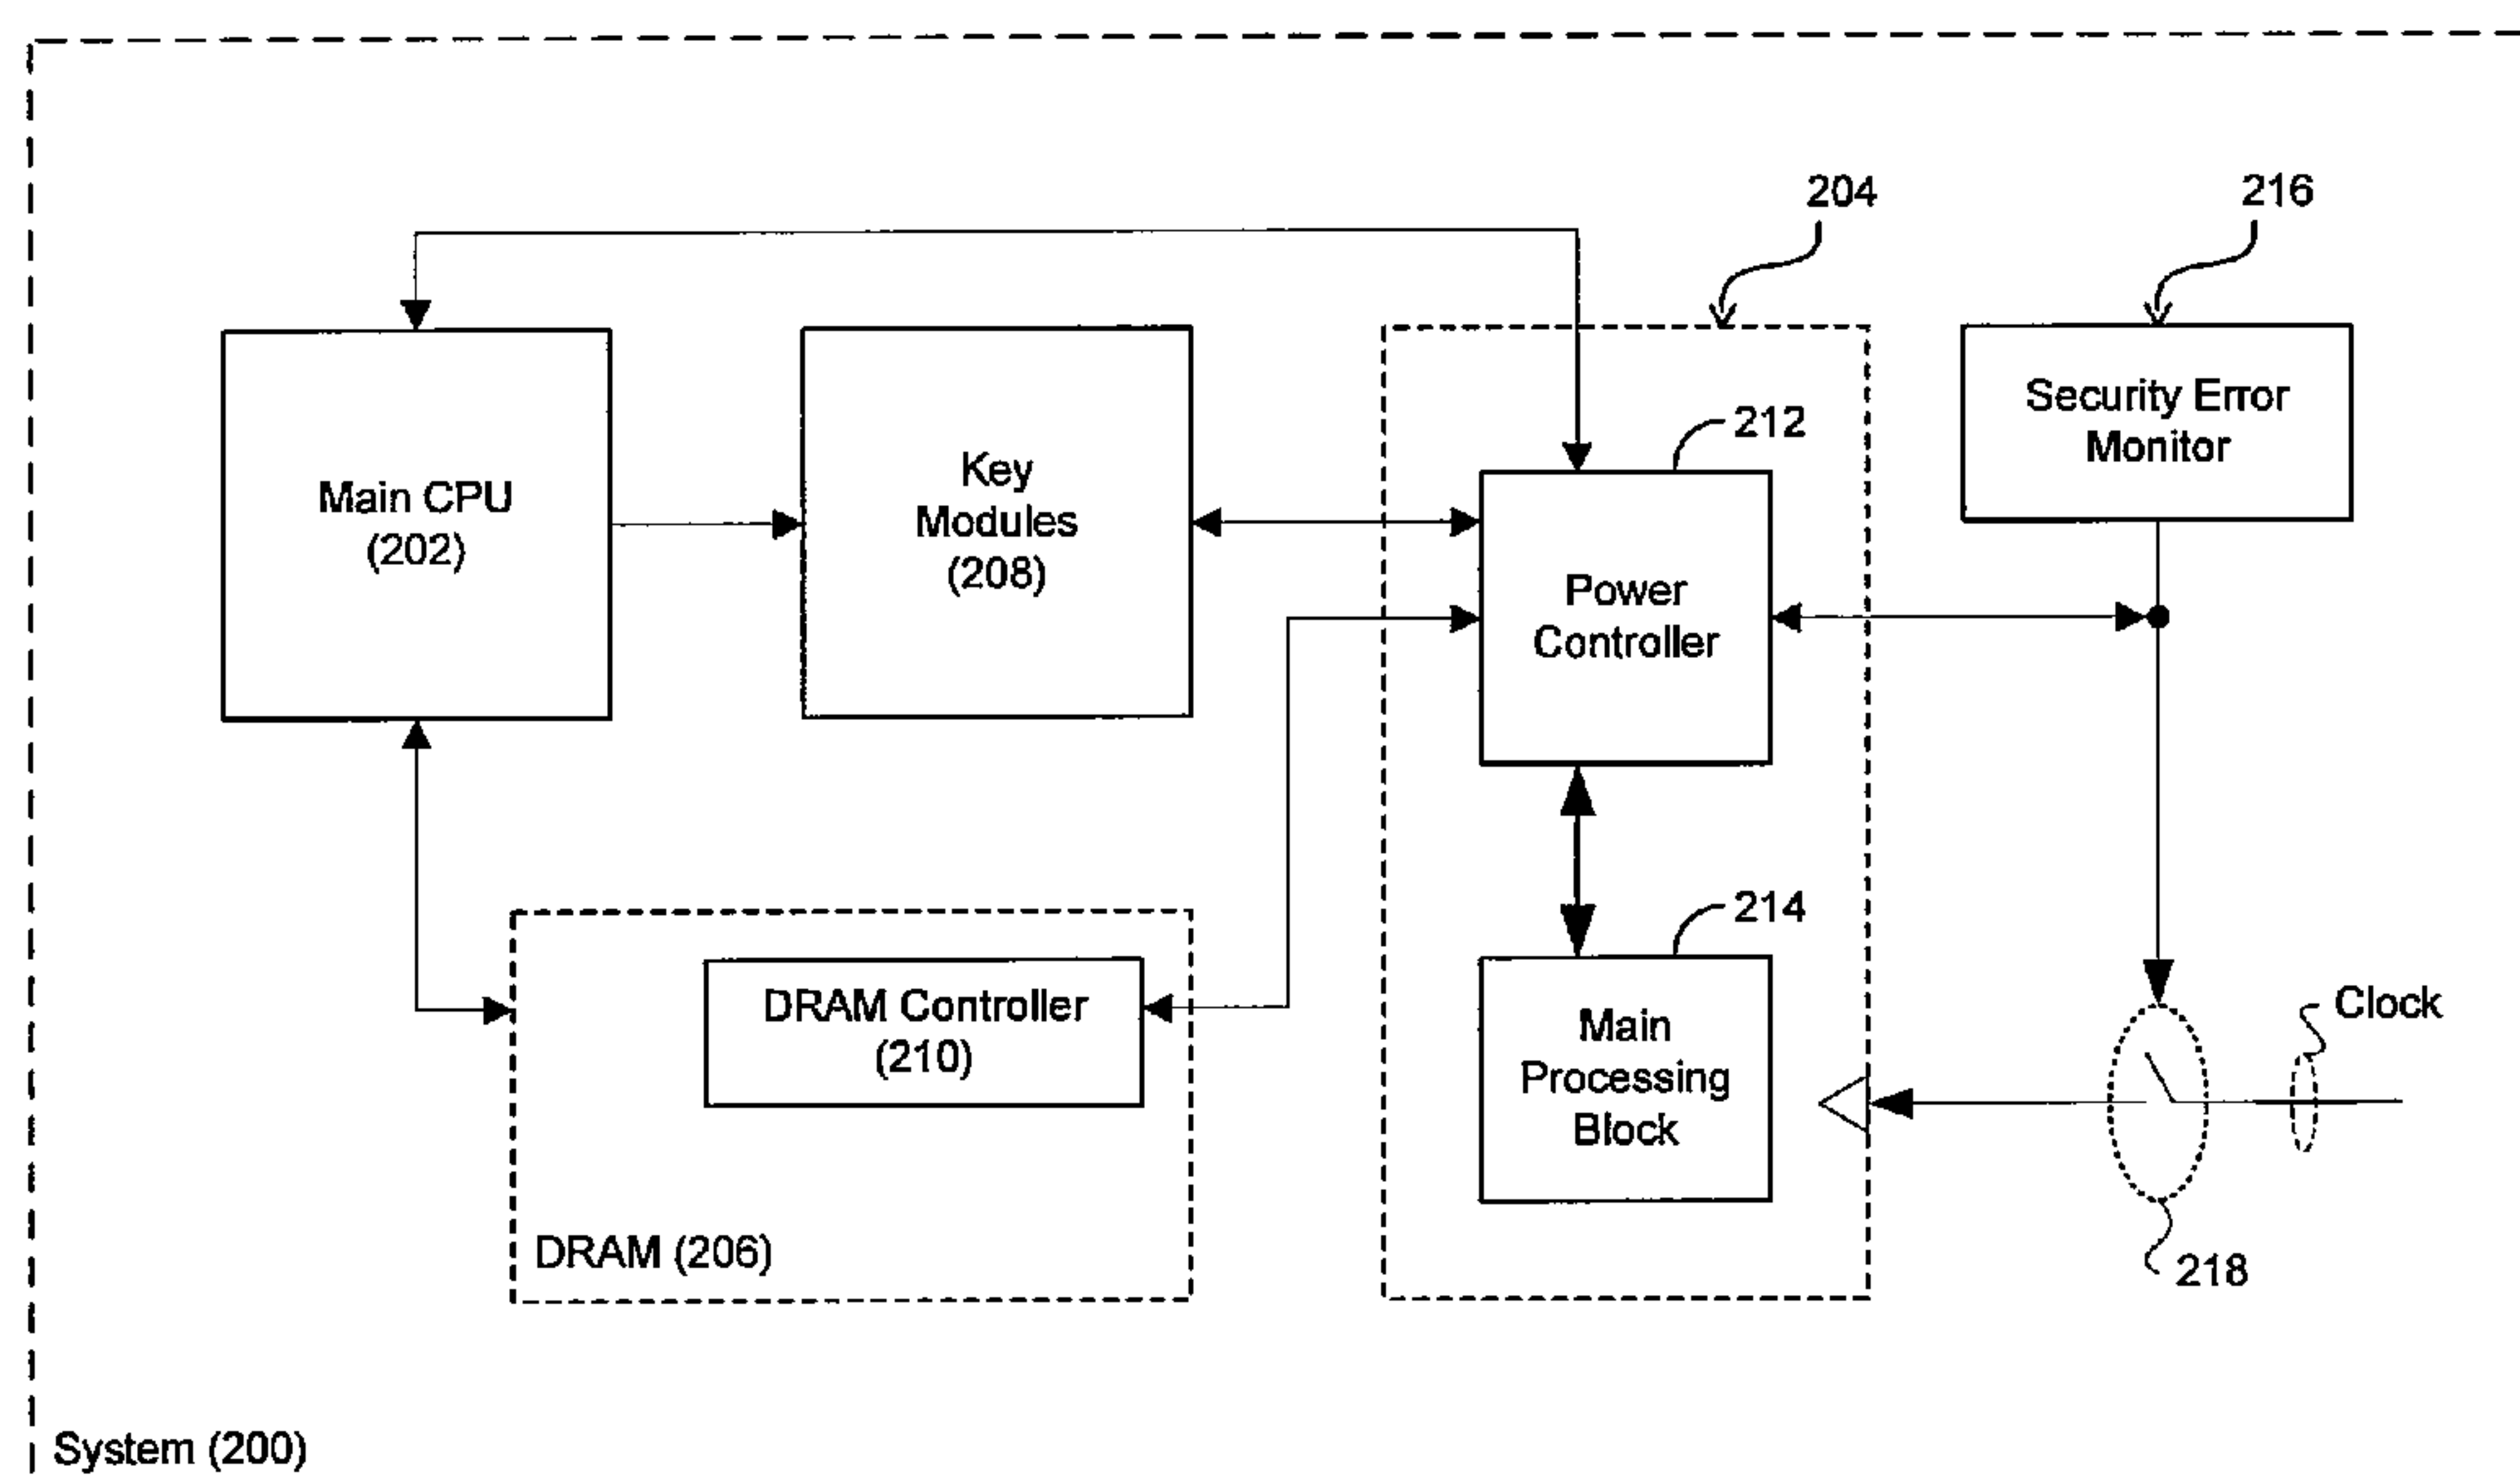 204
216
Security Error
Monitor
212
Main CPU
(202)
Key
Modules
(208)
Power
Controller
214
DRAM Controller
(210)
Main
Processing
Block
Clock
DRAM (206)
218
System (200)